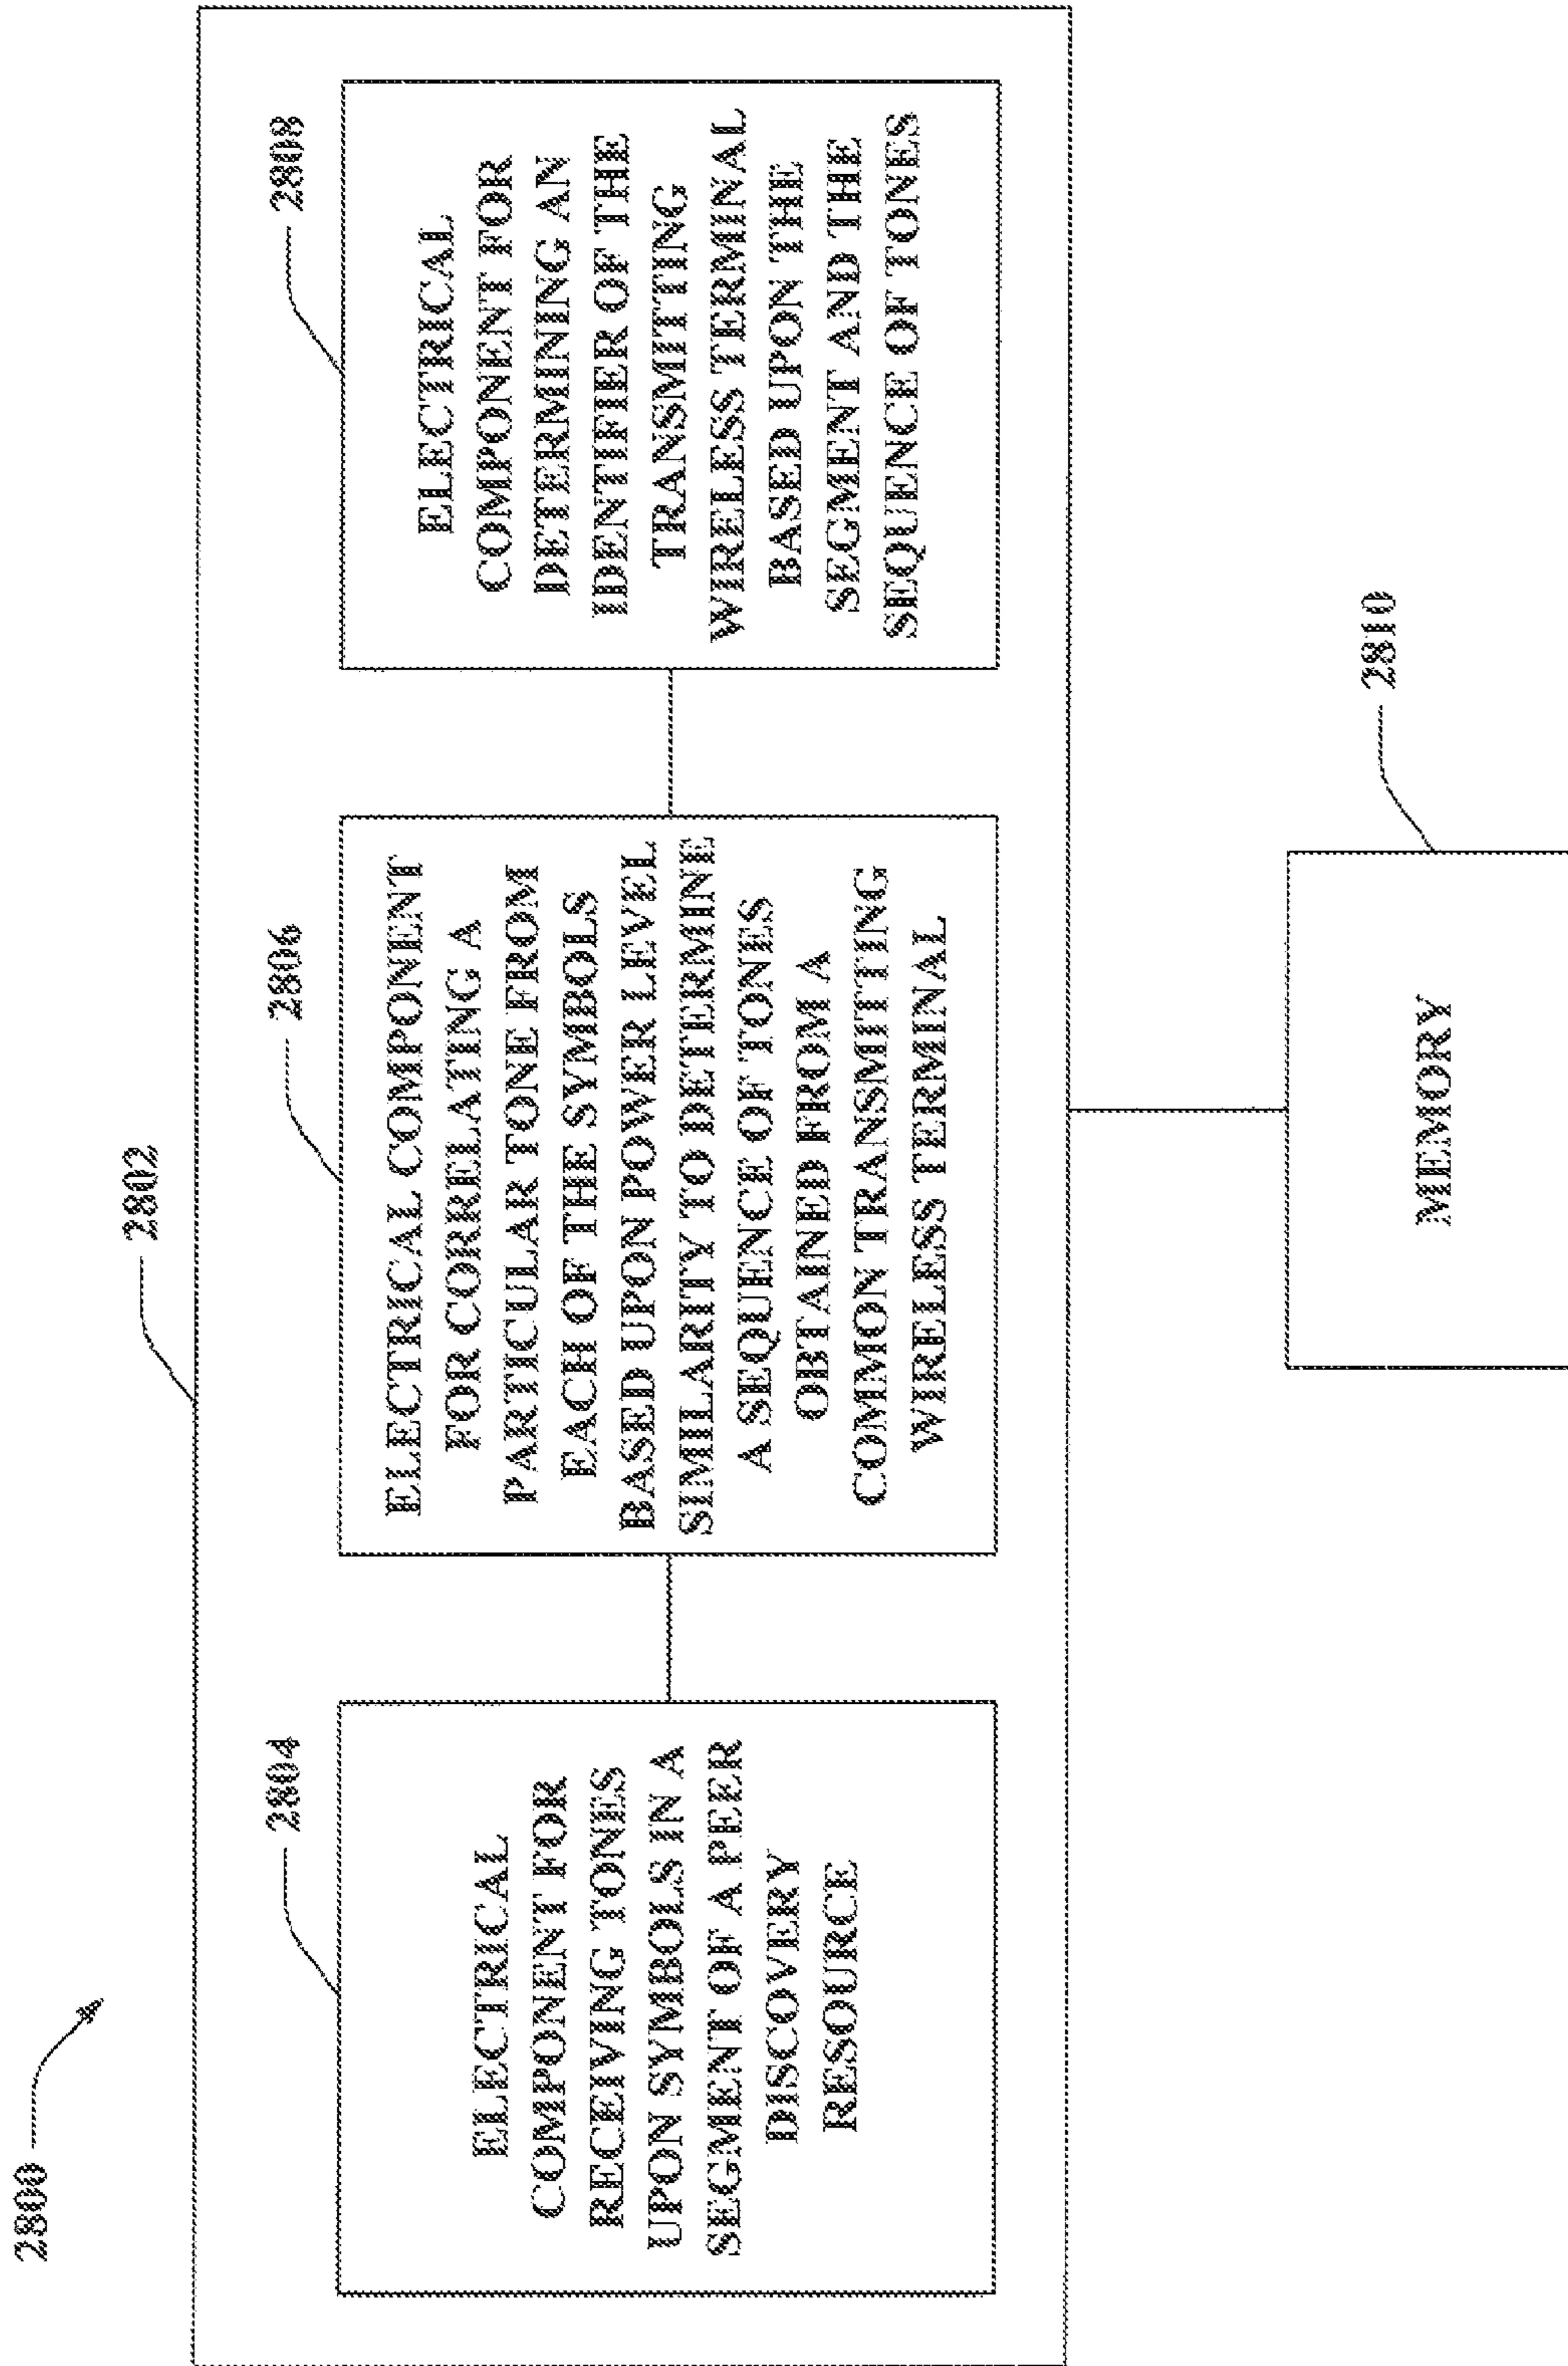 2800
2802
2804
ELECTRICAL
COMPONENT FOR
RECEIVING TONES
UPON SYMBOLS IN A
SEGMENT OF A PEER
DISCOVERY
RESOURCE
2806
ELECTRICAL COMPONENT
FOR CORRELATING A
PARTICULAR TONE FROM
EACH OF THE SYMBOLS
BASED UPON POWER LEVEL
SIMILARITY TO DETERMINE
A SEQUENCE OF TONES
OBTAINED FROM A
COMMON TRANSMITTING
WIRELESS TERMINAL
2808
ELECTRICAL
COMPONENT FOR
DETERMINING AN
IDENTIFIER OF THE
TRANSMITTING
WIRELESS TERMINAL
BASED UPON THE
SEGMENT AND THE
SEQUENCE OF TONES
2810
MEMORY